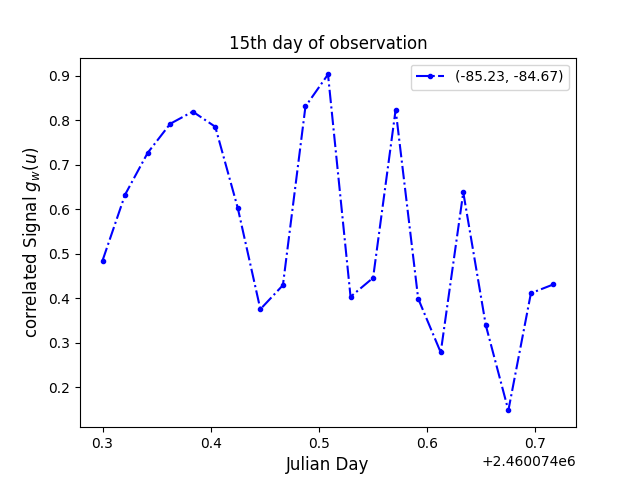 15th day of observation
(-85.23, -84.67)
correlated Signal g_w(u)
0.9
0.8
0.7
0.6
0.5
0.4
0.3
0.2
0.3 0.4 0.5 0.6 0.7
+2.460074e6
Julian Day